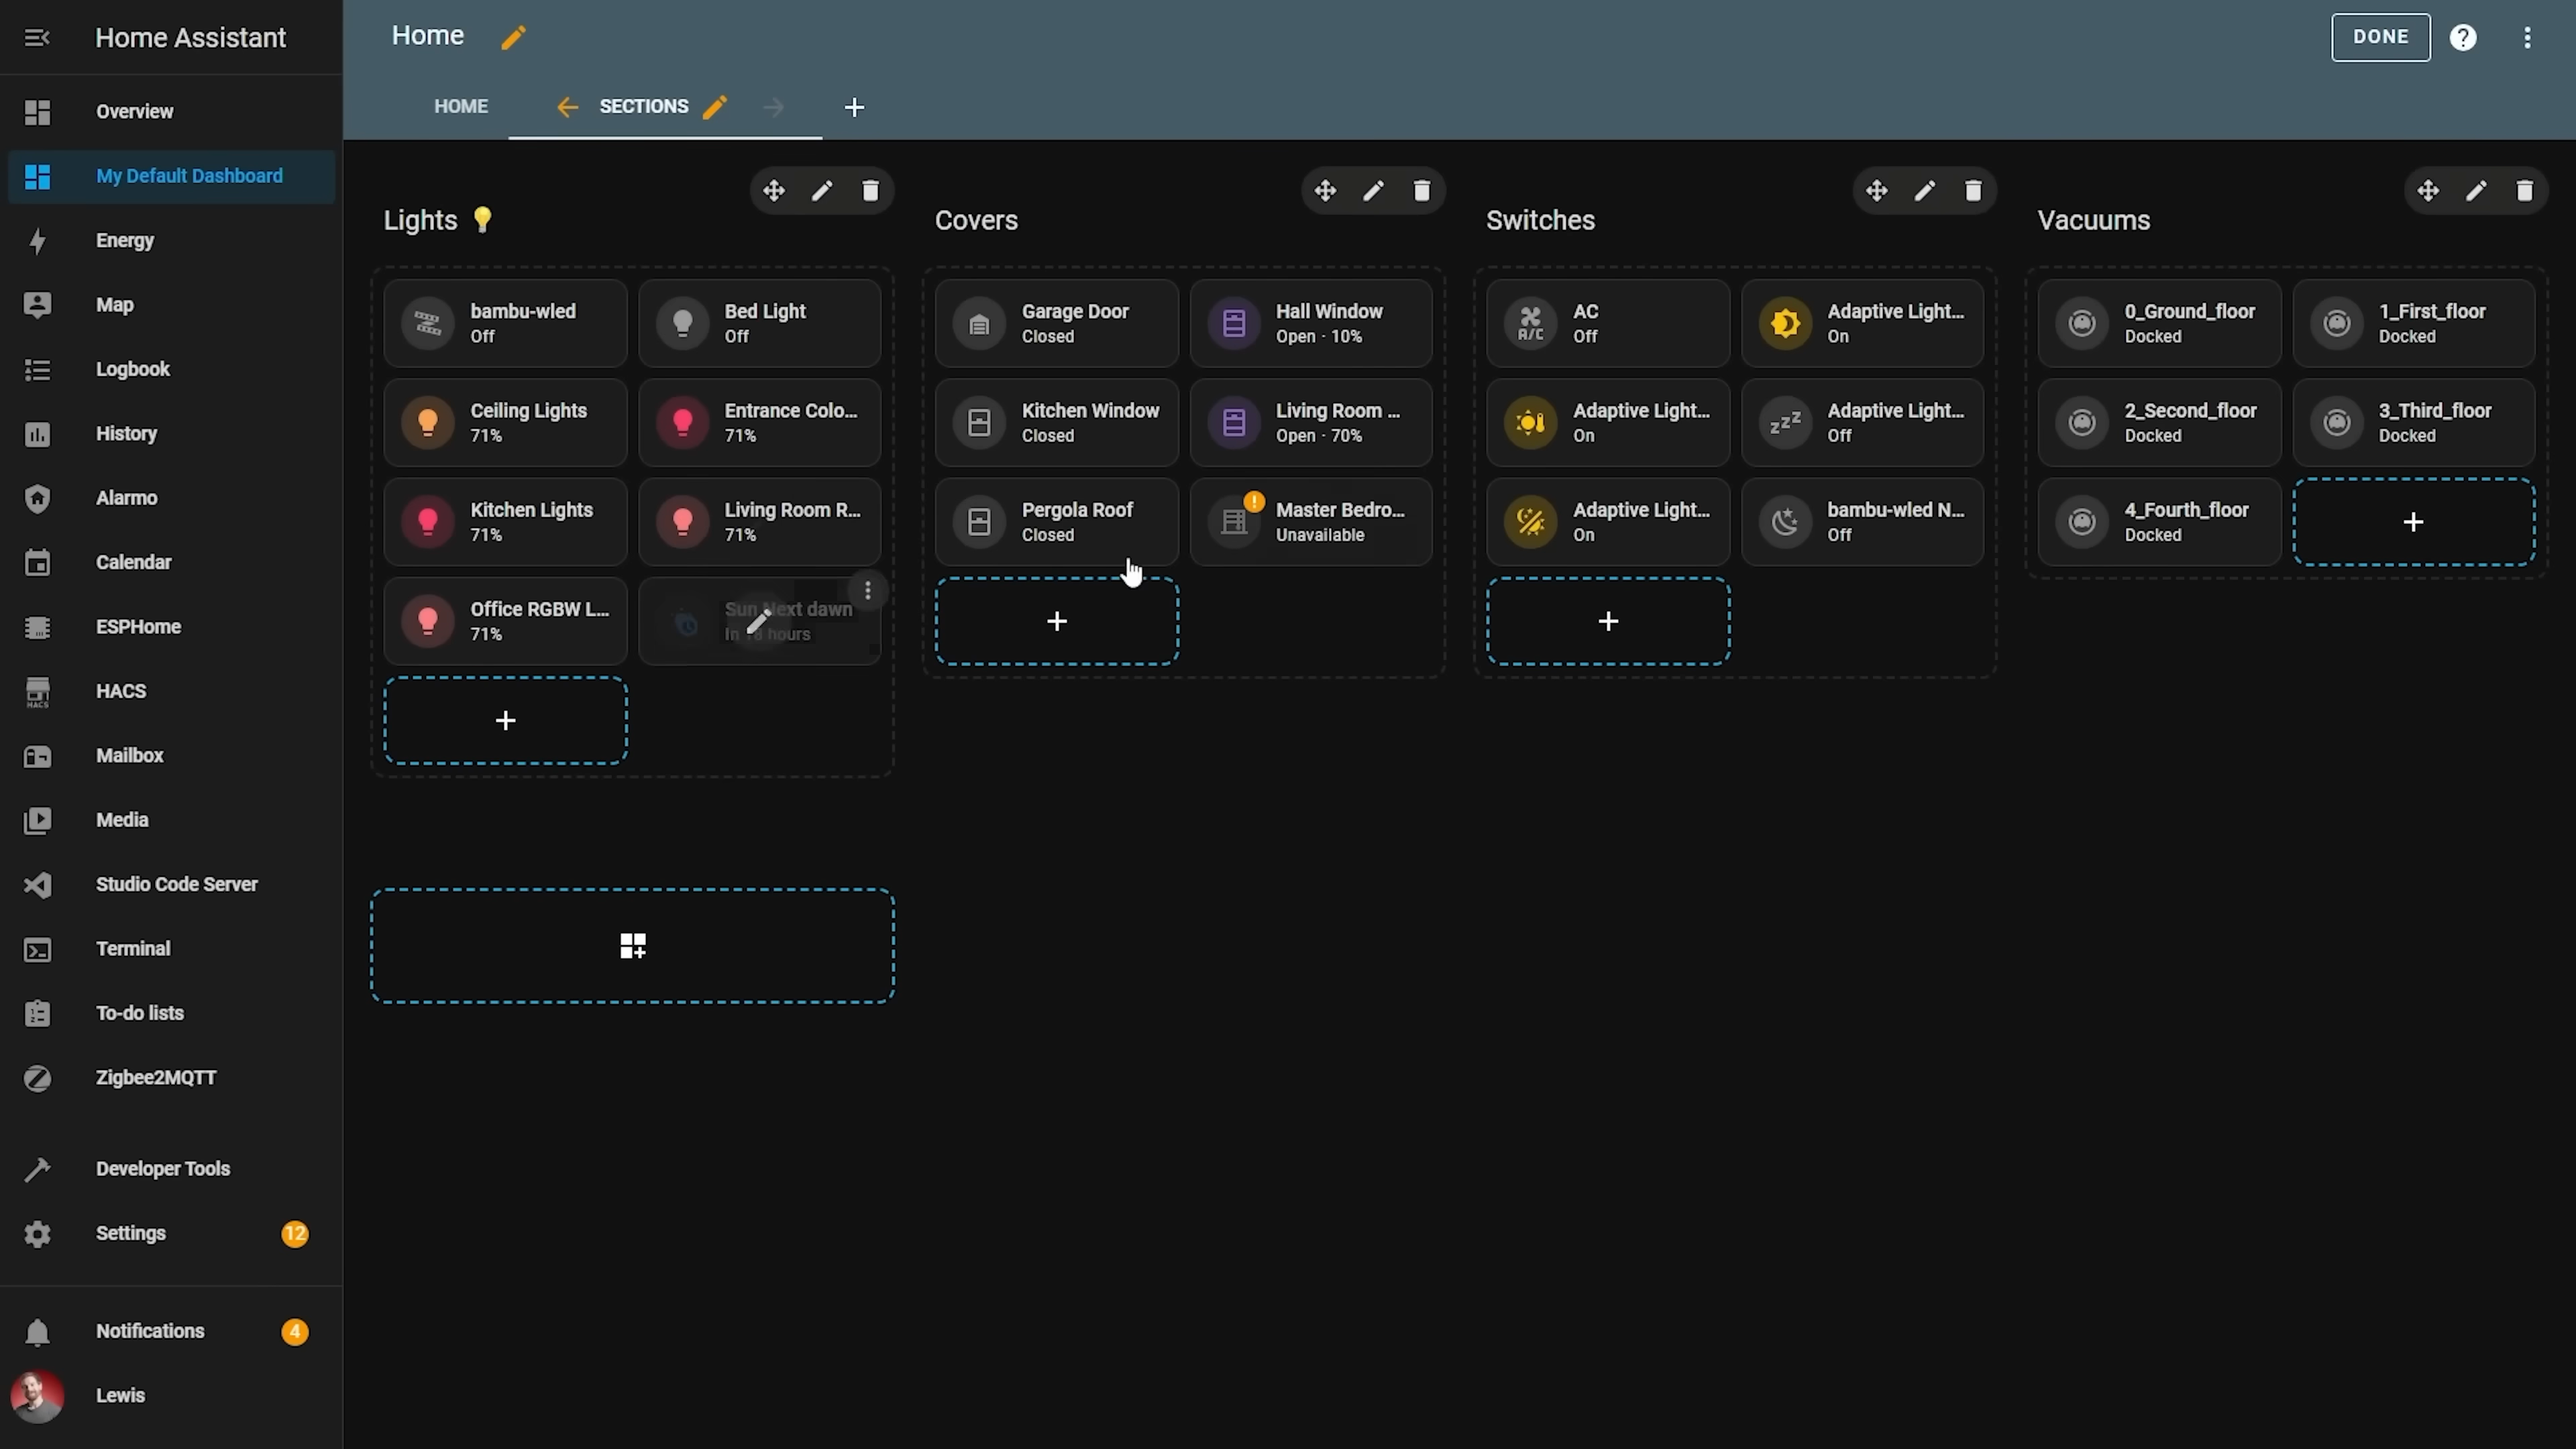 Home Assistant
Overview
My Default Dashboard
Energy
Map
Logbook
History
Alarmo
Calendar
ESPHome
HACS
HACS
Mailbox
Media
Studio Code Server
Terminal
To-do lists
Zigbee2MQTT
Developer Tools
Settings 12
Notifications 4
Lewis
Home
DONE
HOME
SECTIONS
Lights
bambu-wled
Off
Bed Light
Off
Ceiling Lights
71%
Entrance Colo...
71%
Kitchen Lights
71%
Living Room R...
71%
Office RGBW L...
71%
Sun Next dawn
In 18 hours
Covers
Garage Door
Closed
Hall Window
Open · 10%
Kitchen Window
Closed
Living Room ...
Open · 70%
Pergola Roof
Closed
Master Bedro...
Unavailable
Switches
A/C
AC
Off
Adaptive Light...
On
Adaptive Light...
On
zzz
Adaptive Light...
Off
Adaptive Light...
On
bambu-wled N...
Off
Vacuums
0_Ground_floor
Docked
1_First_floor
Docked
2_Second_floor
Docked
3_Third_floor
Docked
4_Fourth_floor
Docked